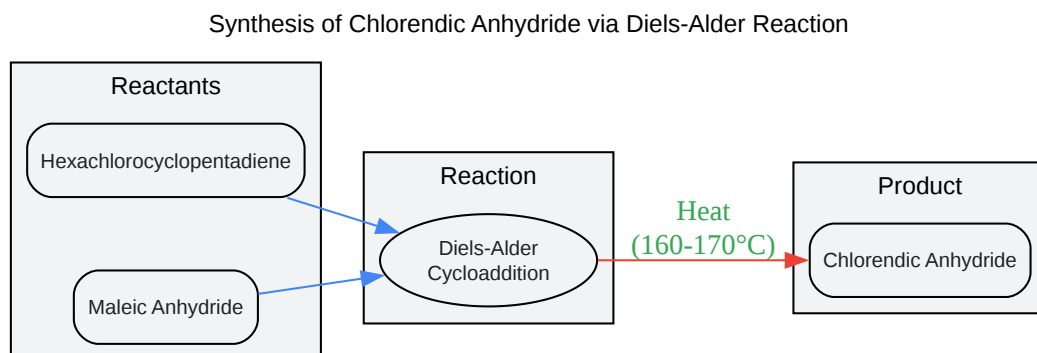 Synthesis of Chlorendic Anhydride via Diels-Alder Reaction
Reactants
Hexachlorocyclopentadiene
Maleic Anhydride
Reaction
Diels-Alder
Cycloaddition
Heat
(160-170°C)
Product
Chlorendic Anhydride